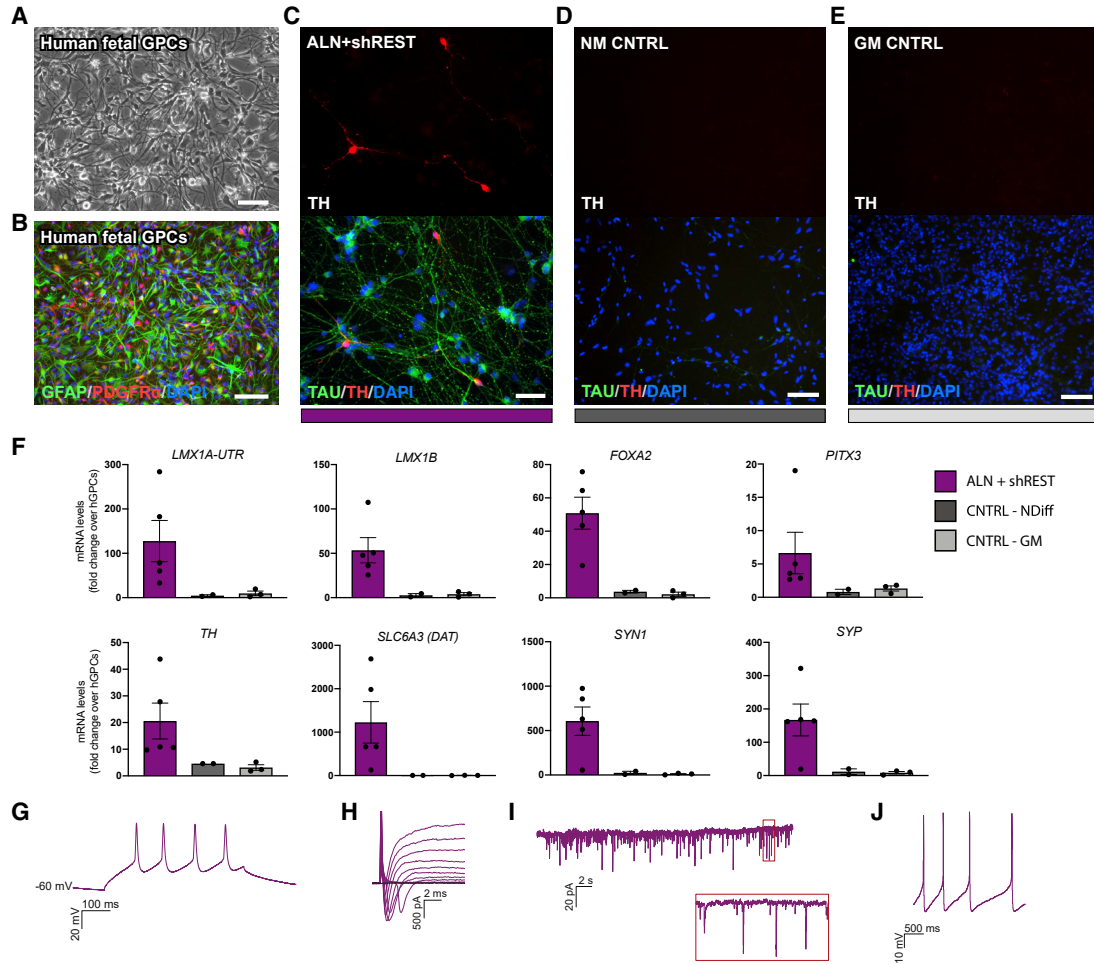 A
Human fetal GPCs
B
Human fetal GPCs
GFAP/PDGFRα/DAPI
C
ALN+shREST
TH
TAU/TH/DAPI
D
NM CNTRL
TH
TAU/TH/DAPI
E
GM CNTRL
TH
TAU/TH/DAPI
F
mRNA levels
(fold change over hGPCs)
LMX1A-UTR
300
200
100
0
LMX1B
150
100
50
0
FOXA2
80
60
40
20
0
PITX3
20
15
10
5
0
ALN + shREST
CNTRL - NDiff
CNTRL - GM
mRNA levels
(fold change over hGPCs)
TH
50
40
30
20
10
0
SLC6A3 (DAT)
3000
2000
1000
0
SYN1
1500
1000
500
0
SYP
400
300
200
100
0
G
-60 mV
20mV
100 ms
H
500 pA
2 ms
I
20 pA
2 s
J
10 mV
500 ms